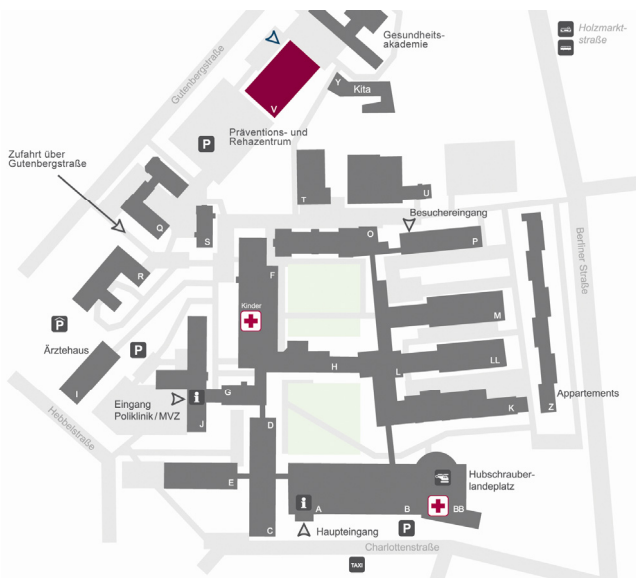 Gesundheits-
akademie
Holzmarkt-
straße
Gutenbergstraße
Y
Kita
V
P
Präventions- und
Rehazentrum
Zufahrt über
Gutenbergstraße
T
U
Besuchereingang
Q
S
O
P
Berliner Straße
R
F
Kinder
M
P
Ärztehaus
P
H
L
LL
I
Eingang
Poliklinik/MVZ
i
G
J
Appartements
K
Z
Hebbelstraße
D
E
Hubschrauber-
landeplatz
i
A
B
BB
C
Haupteingang
P
Charlottenstraße
TAXI